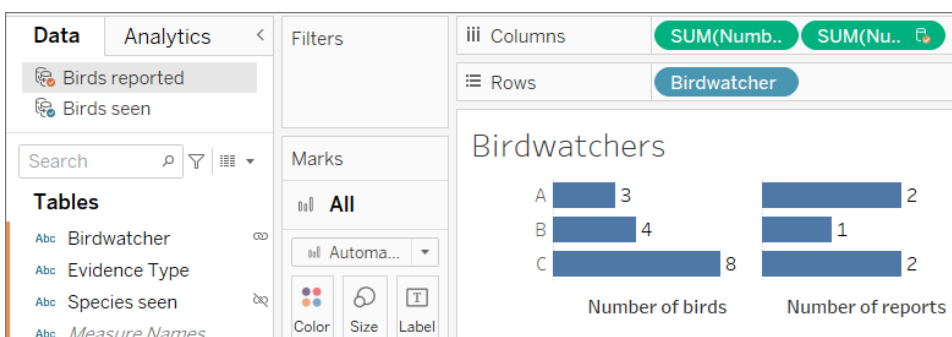 Data Analytics
Birds reported
Birds seen
Search
Tables
Abc Birdwatcher
Abc Evidence Type
Abc Species seen
Abc Measure Names
Filters
Marks
All
Automa...
Color Size Label
iii Columns SUM(Numb.. SUM(Nu..
Rows Birdwatcher
Birdwatchers
A 3 2
B 4 1
C 8 2
Number of birds Number of reports